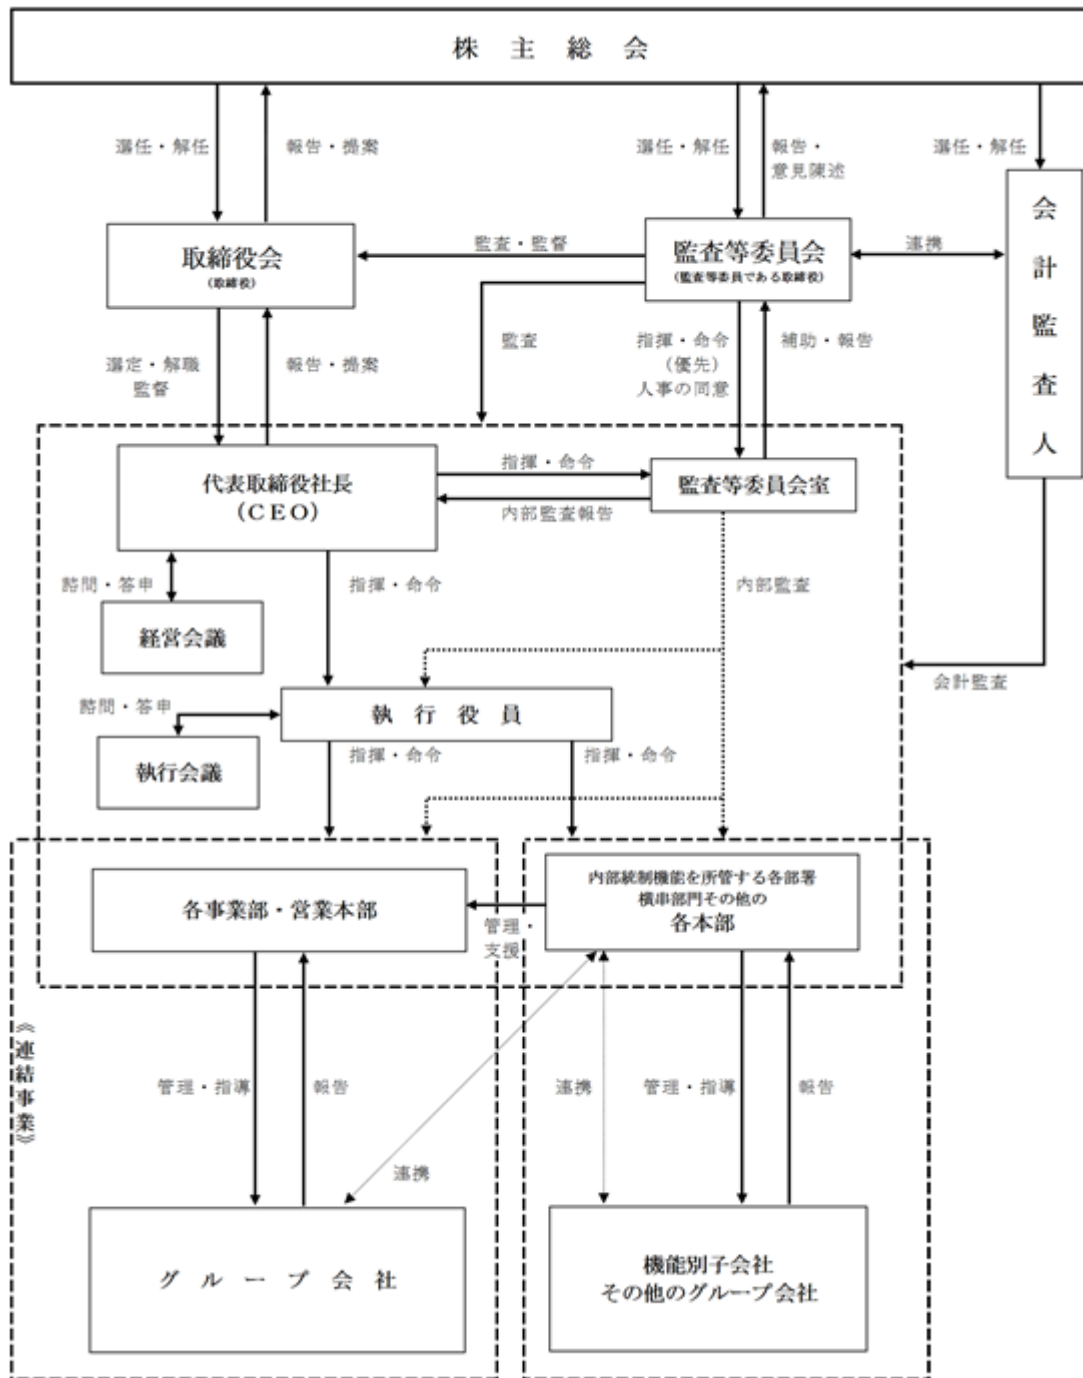 株主総会
選任・解任
報告・提案
選任・解任
報告・
意見陳述
選任・解任
取締役会
(取締役)
監査・監督
監査等委員会
(監査等委員である取締役)
連携
会計監査人
選定・解職
監督
報告・提案
監査
指揮・命令
(優先)
人事の同意
補助・報告
代表取締役社長
(CEO)
指揮・命令
内部監査報告
監査等委員会室
諮問・答申
指揮・命令
内部監査
経営会議
会計監査
諮問・答申
執行役員
執行会議
指揮・命令
指揮・命令
各事業部・営業本部
管理・
支援
内部統制機能を所管する各部署
横串部門その他の
各本部
《連結事業》
管理・指導
報告
連携
連携
管理・指導
報告
グループ会社
機能別子会社
その他のグループ会社